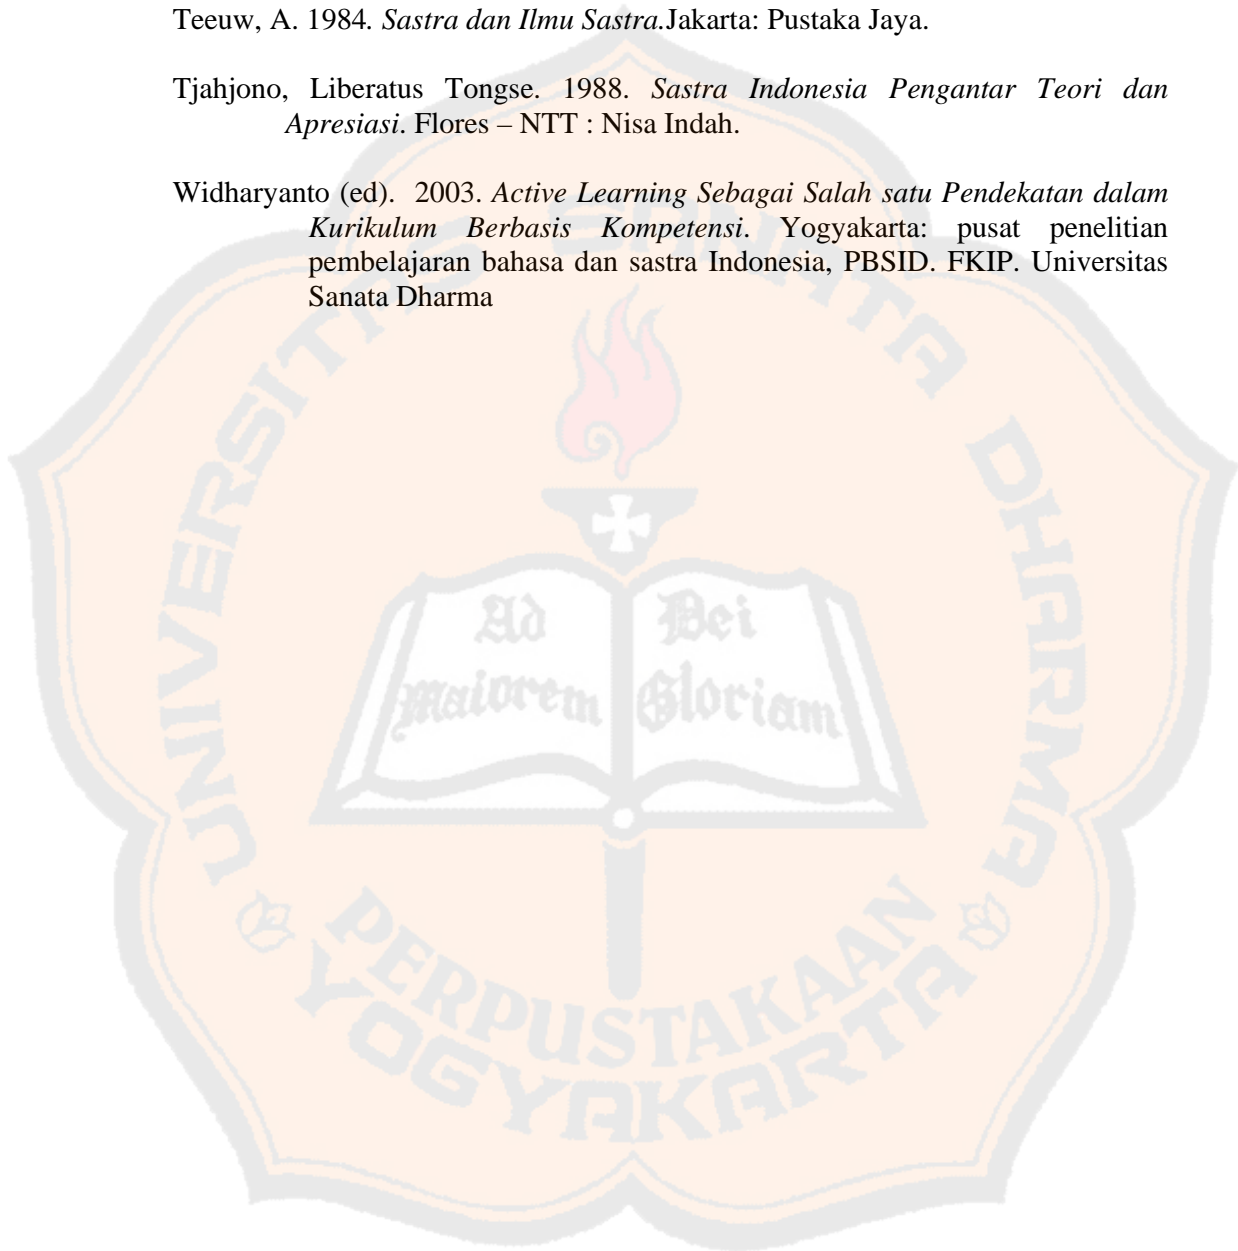 Teeuw, A. 1984. Sastra dan Ilmu Sastra.Jakarta: Pustaka Jaya.
Tjahjono, Liberatus Tongse. 1988. Sastra Indonesia Pengantar Teori dan
Apresiasi. Flores – NTT : Nisa Indah.
Widharyanto (ed).  2003. Active Learning Sebagai Salah satu Pendekatan dalam
Kurikulum Berbasis Kompetensi. Yogyakarta: pusat penelitian
pembelajaran bahasa dan sastra Indonesia, PBSID. FKIP. Universitas
Sanata Dharma
UNIVERSITAS SANATA DHARMA
Ad
Maiorem
Dei
Gloriam
PERPUSTAKAAN
YOGYAKARTA